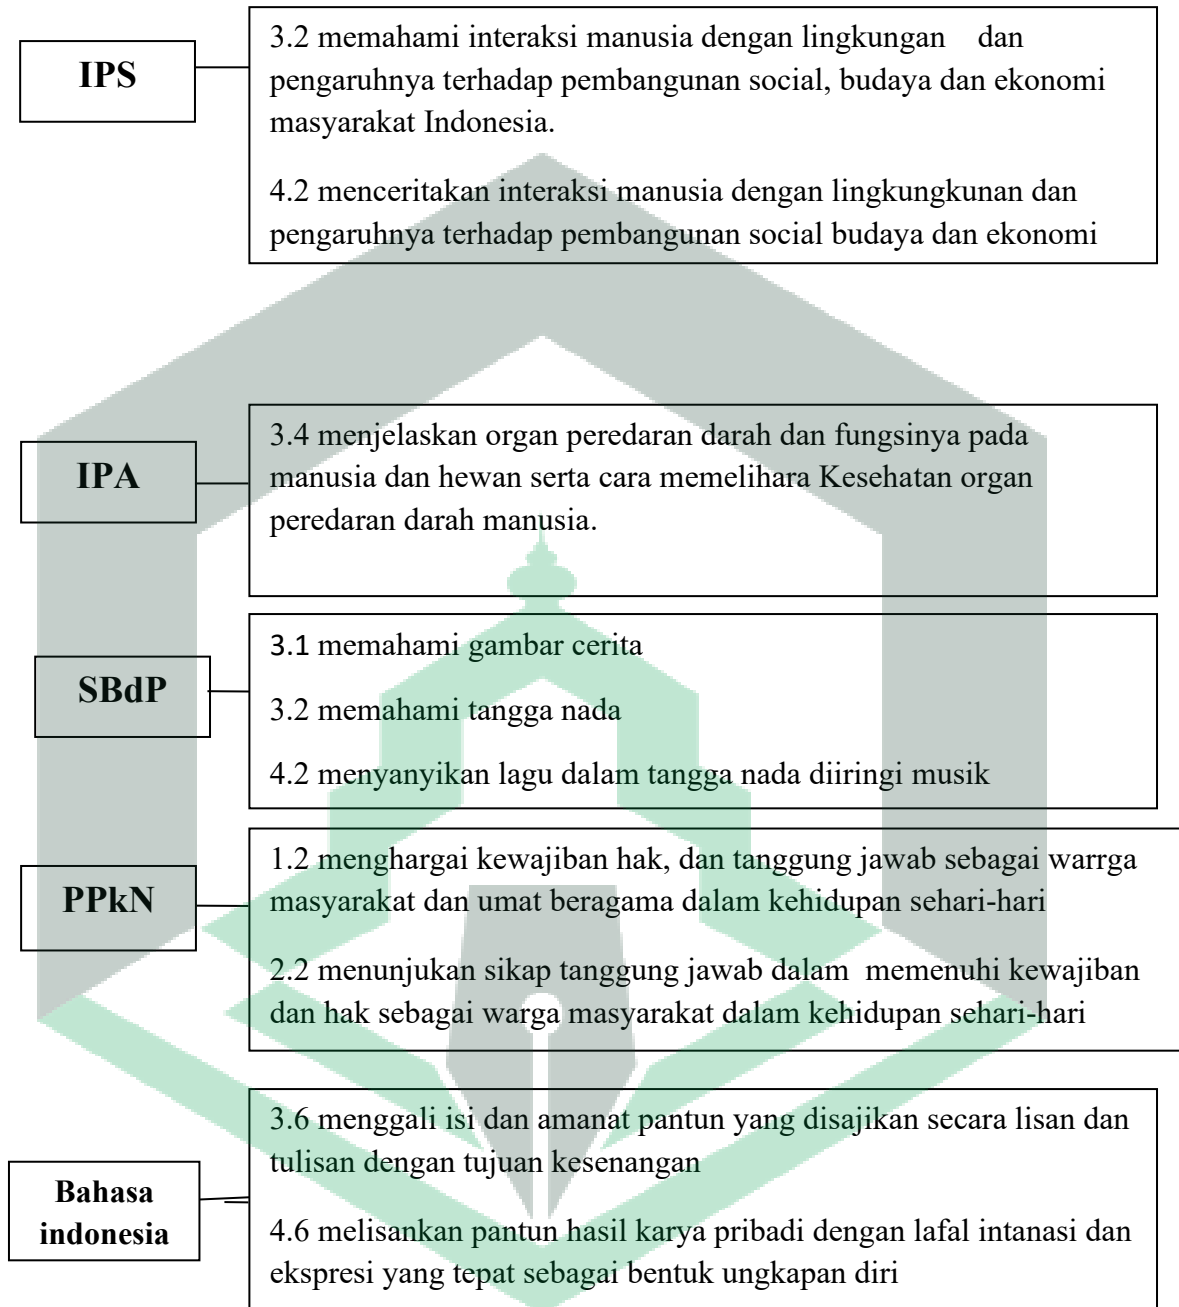 IPS
3.2 memahami interaksi manusia dengan lingkungan dan
pengaruhnya terhadap pembangunan social, budaya dan ekonomi
masyarakat Indonesia.
4.2 menceritakan interaksi manusia dengan lingkungkunan dan
pengaruhnya terhadap pembangunan social budaya dan ekonomi
IPA
3.4 menjelaskan organ peredaran darah dan fungsinya pada
manusia dan hewan serta cara memelihara Kesehatan organ
peredaran darah manusia.
SBdP
3.1 memahami gambar cerita
3.2 memahami tangga nada
4.2 menyanyikan lagu dalam tangga nada diiringi musik
PPkN
1.2 menghargai kewajiban hak, dan tanggung jawab sebagai warrga
masyarakat dan umat beragama dalam kehidupan sehari-hari
2.2 menunjukan sikap tanggung jawab dalam memenuhi kewajiban
dan hak sebagai warga masyarakat dalam kehidupan sehari-hari
Bahasa
indonesia
3.6 menggali isi dan amanat pantun yang disajikan secara lisan dan
tulisan dengan tujuan kesenangan
4.6 melisankan pantun hasil karya pribadi dengan lafal intanasi dan
ekspresi yang tepat sebagai bentuk ungkapan diri